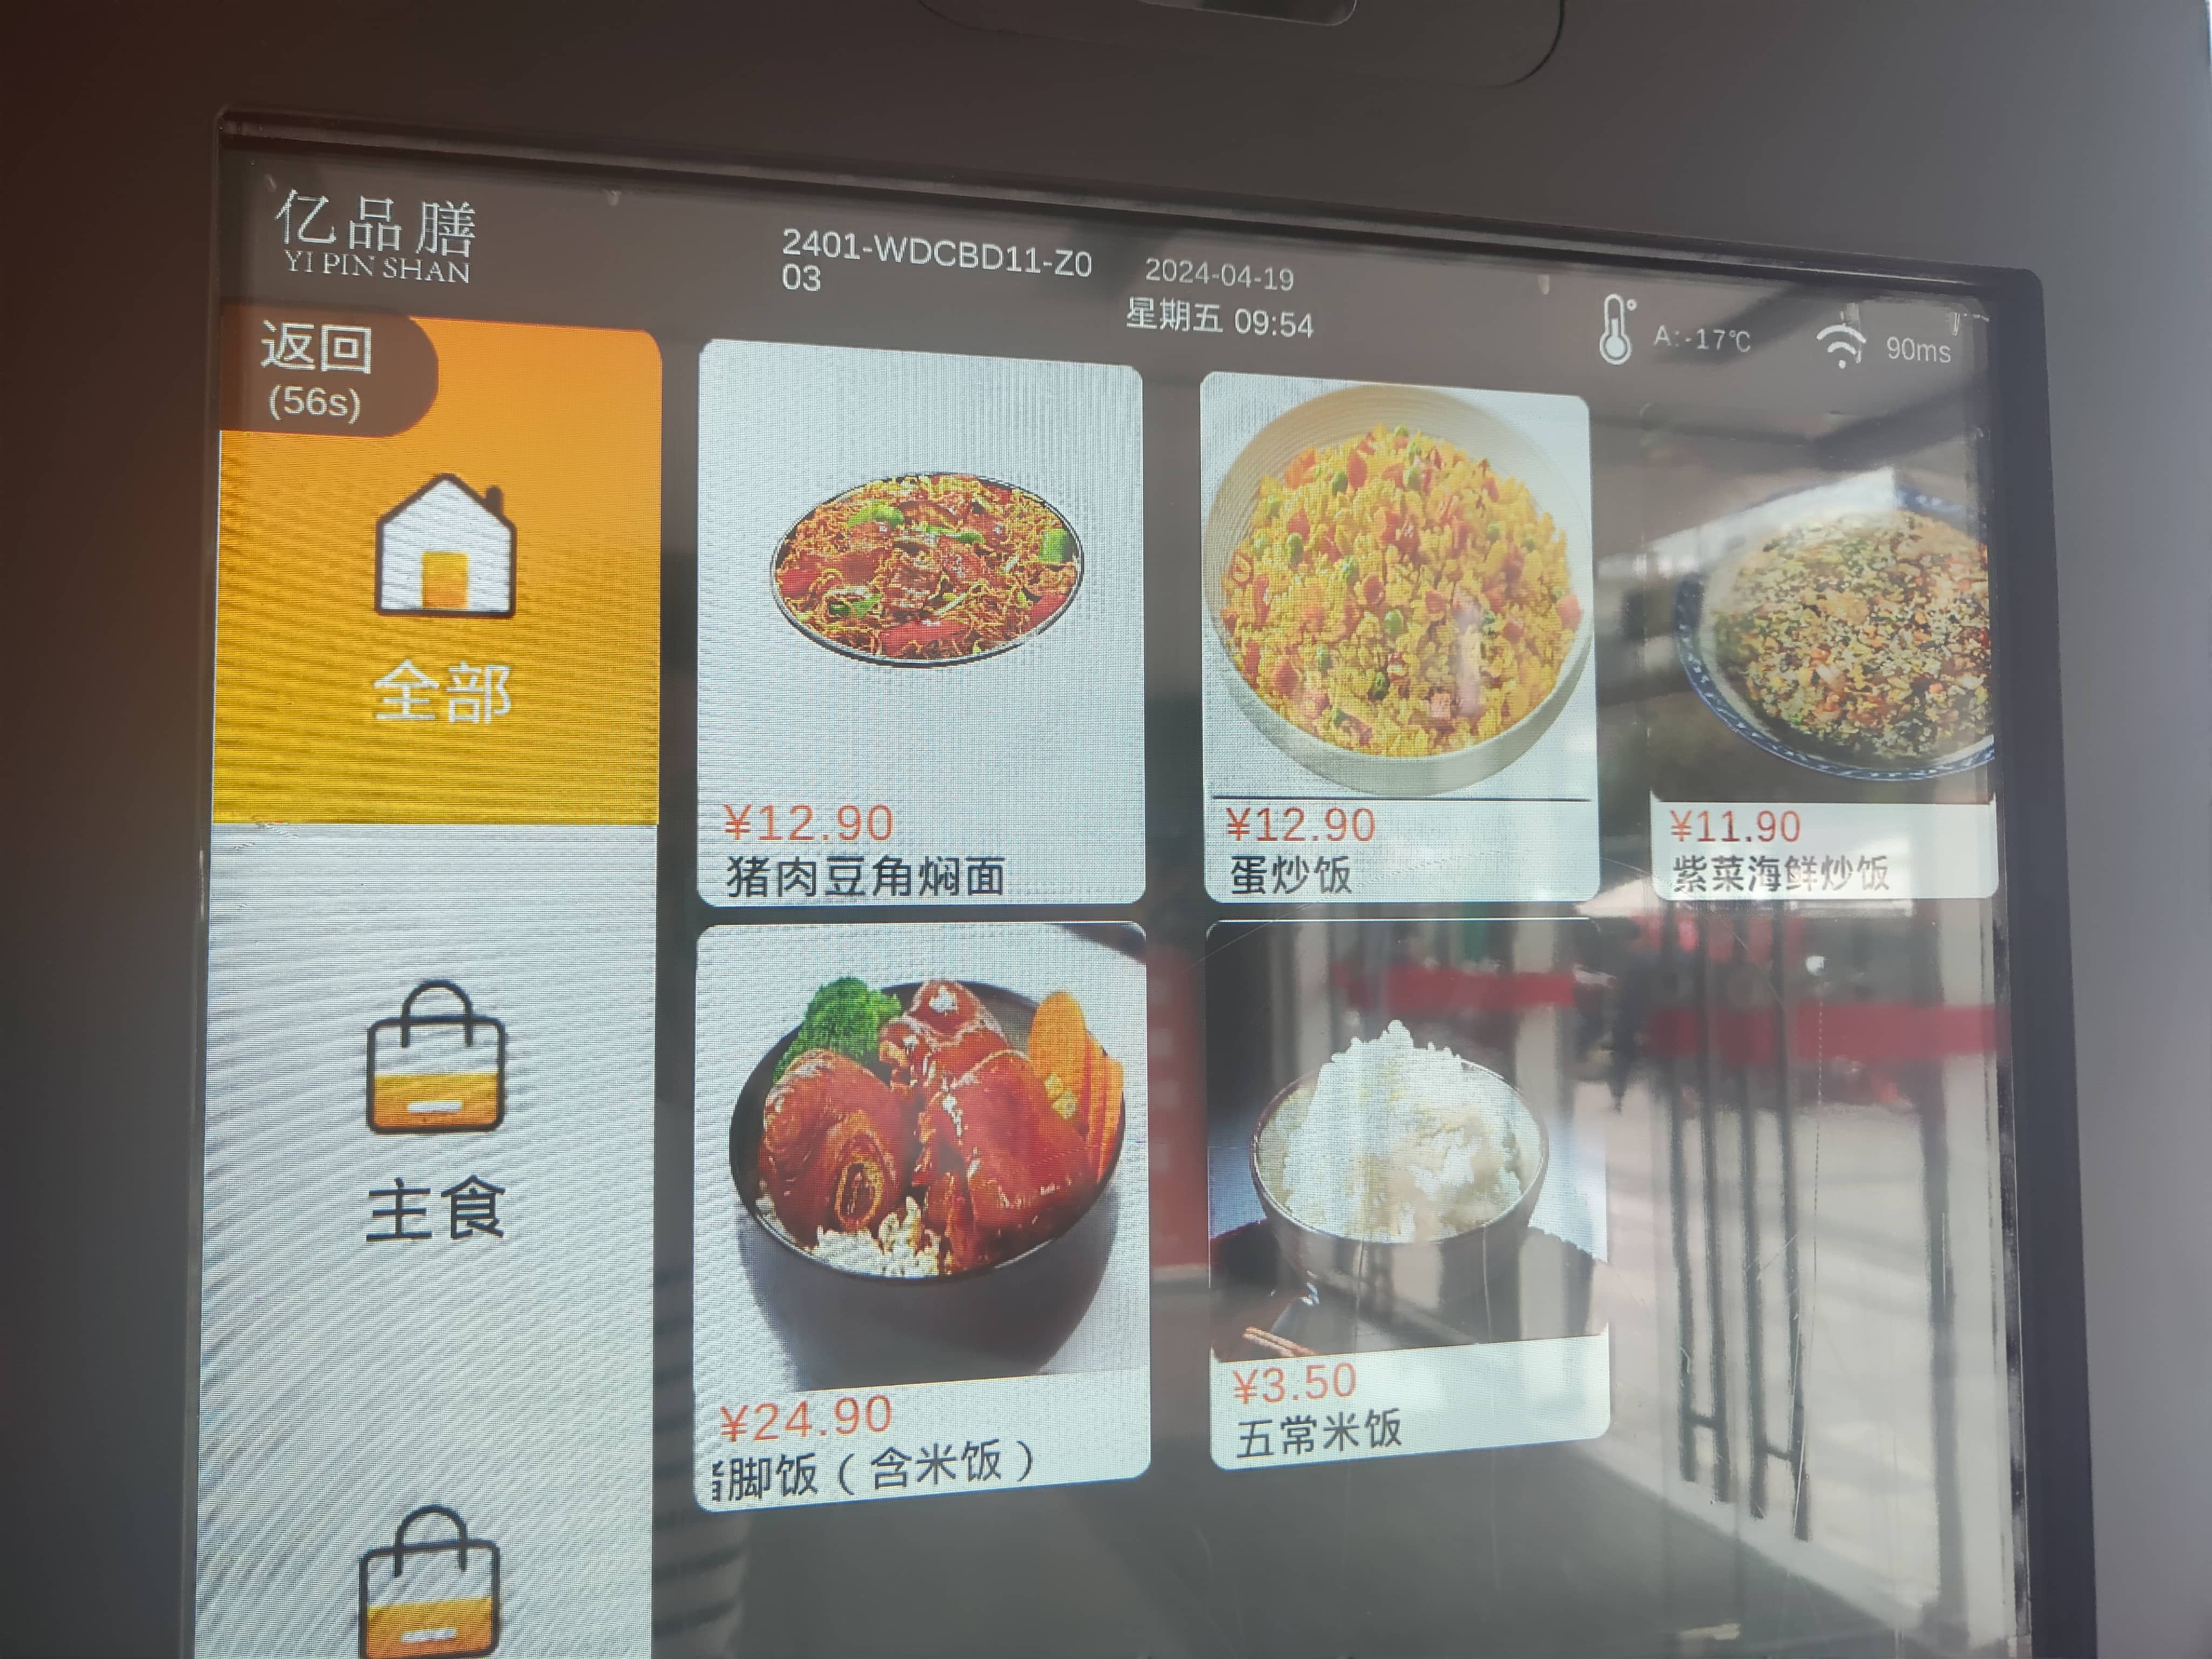 亿品膳
YI PIN SHAN
2401-WDCBD11-Z0
03
2024-04-19
星期五 09:54
A:-17℃
90ms
返回
(56s)
全部
主食
¥12.90
猪肉豆角焖面
¥12.90
蛋炒饭
¥11.90
紫菜海鲜炒饭
¥24.90
脚饭（含米饭）
¥3.50
五常米饭